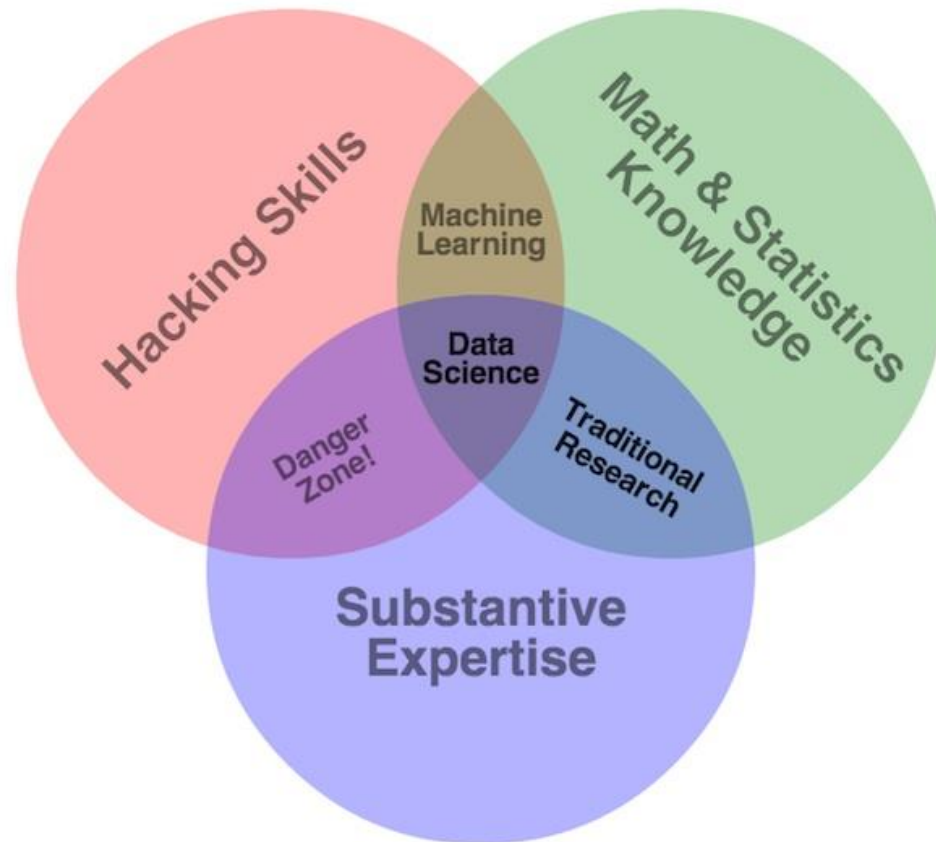 Hacking Skills
Math & Statistics
Knowledge
Machine
Learning
Data
Science
Danger
Zone!
Traditional
Research
Substantive
Expertise